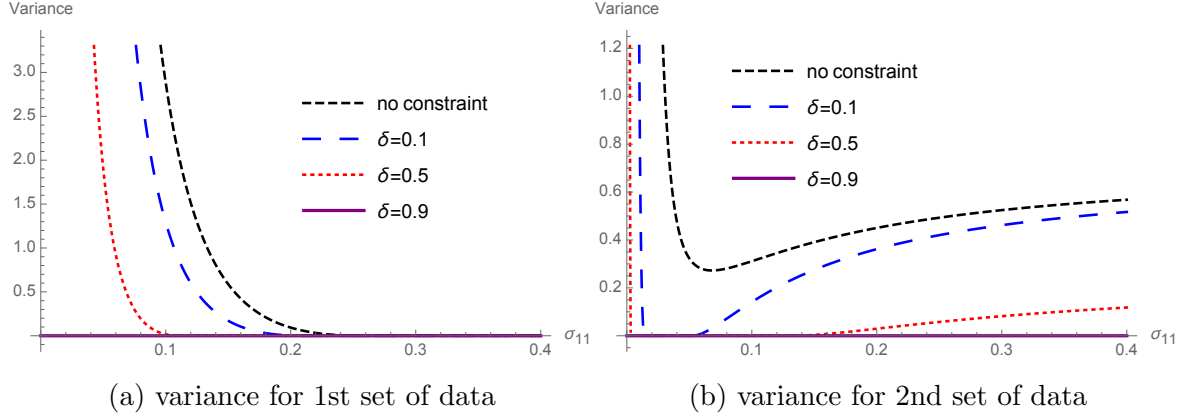 Variance
3.0
2.5
2.0
1.5
1.0
0.5
0.1
0.2
0.3
0.4
σ11
no constraint
δ=0.1
δ=0.5
δ=0.9
(a) variance for 1st set of data
Variance
1.2
1.0
0.8
0.6
0.4
0.2
0.1
0.2
0.3
0.4
σ11
no constraint
δ=0.1
δ=0.5
δ=0.9
(b) variance for 2nd set of data